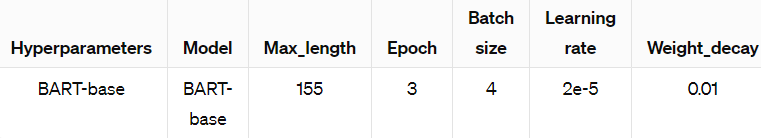 Hyperparameters Model Max_length Epoch Batch size Learning rate Weight_decay
BART-base BART-base 155 3 4 2e-5 0.01